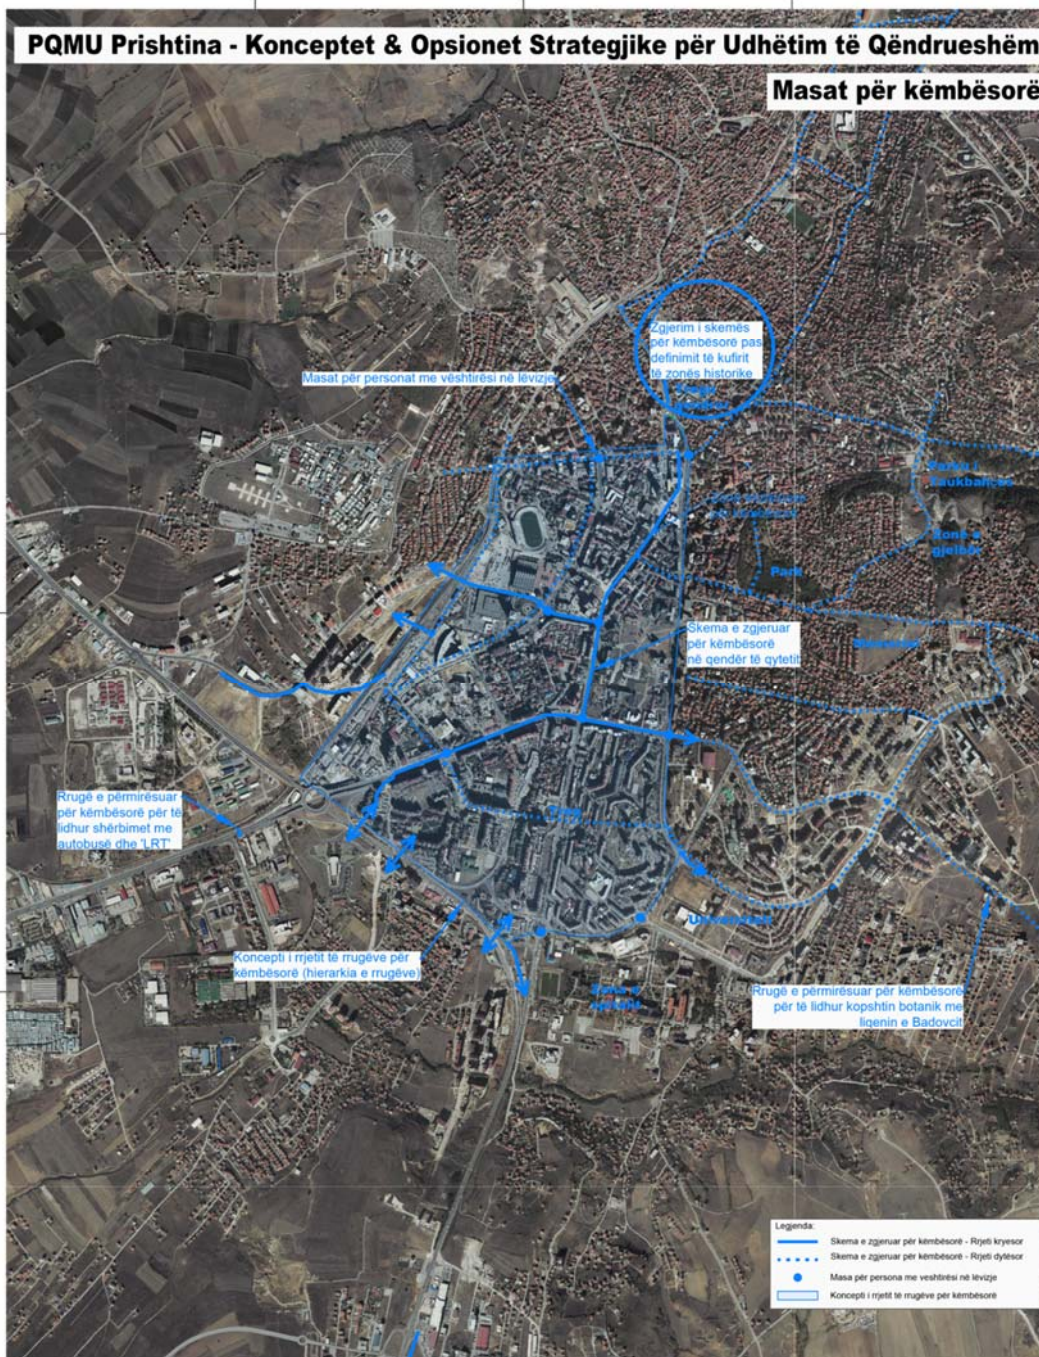 PQMU Prishtina - Konceptet & Opsionet Strategjike për Udhëtim të Qëndrueshëm
Masat për këmbësorë
Zgjerim i skemës
për këmbësorë pas
definimit të kufirit
të zonës historike
Masat për personat me vështirësi në lëvizje
Parku i
Taukbahçes
Zonë e
gjelbër
Park
Skema e zgjeruar
për këmbësorë
në qendër të qytetit
Rrugë e përmirësuar
për këmbësorë për të
lidhur shërbimet me
autobusë dhe 'LRT'
Koncepti i rrjetit të rrugëve për
këmbësorë (hierarkia e rrugëve)
Rrugë e përmirësuar për këmbësorë
për të lidhur kopshtin botanik me
liqenin e Badovcit
Legjenda:
Skema e zgjeruar për këmbësorë - Rrjeti kryesor
Skema e zgjeruar për këmbësorë - Rrjeti dytësor
Masa për persona me veshtirësi në lëvizje
Koncepti i rrjetit të rrugëve për këmbësorë